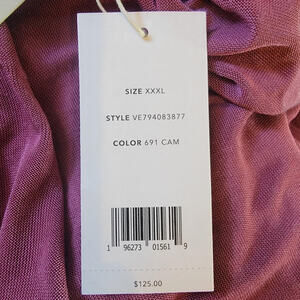 SIZE XXXL
STYLE VE794083877
COLOR 691 CAM
1 96273 01561 9
$125.00